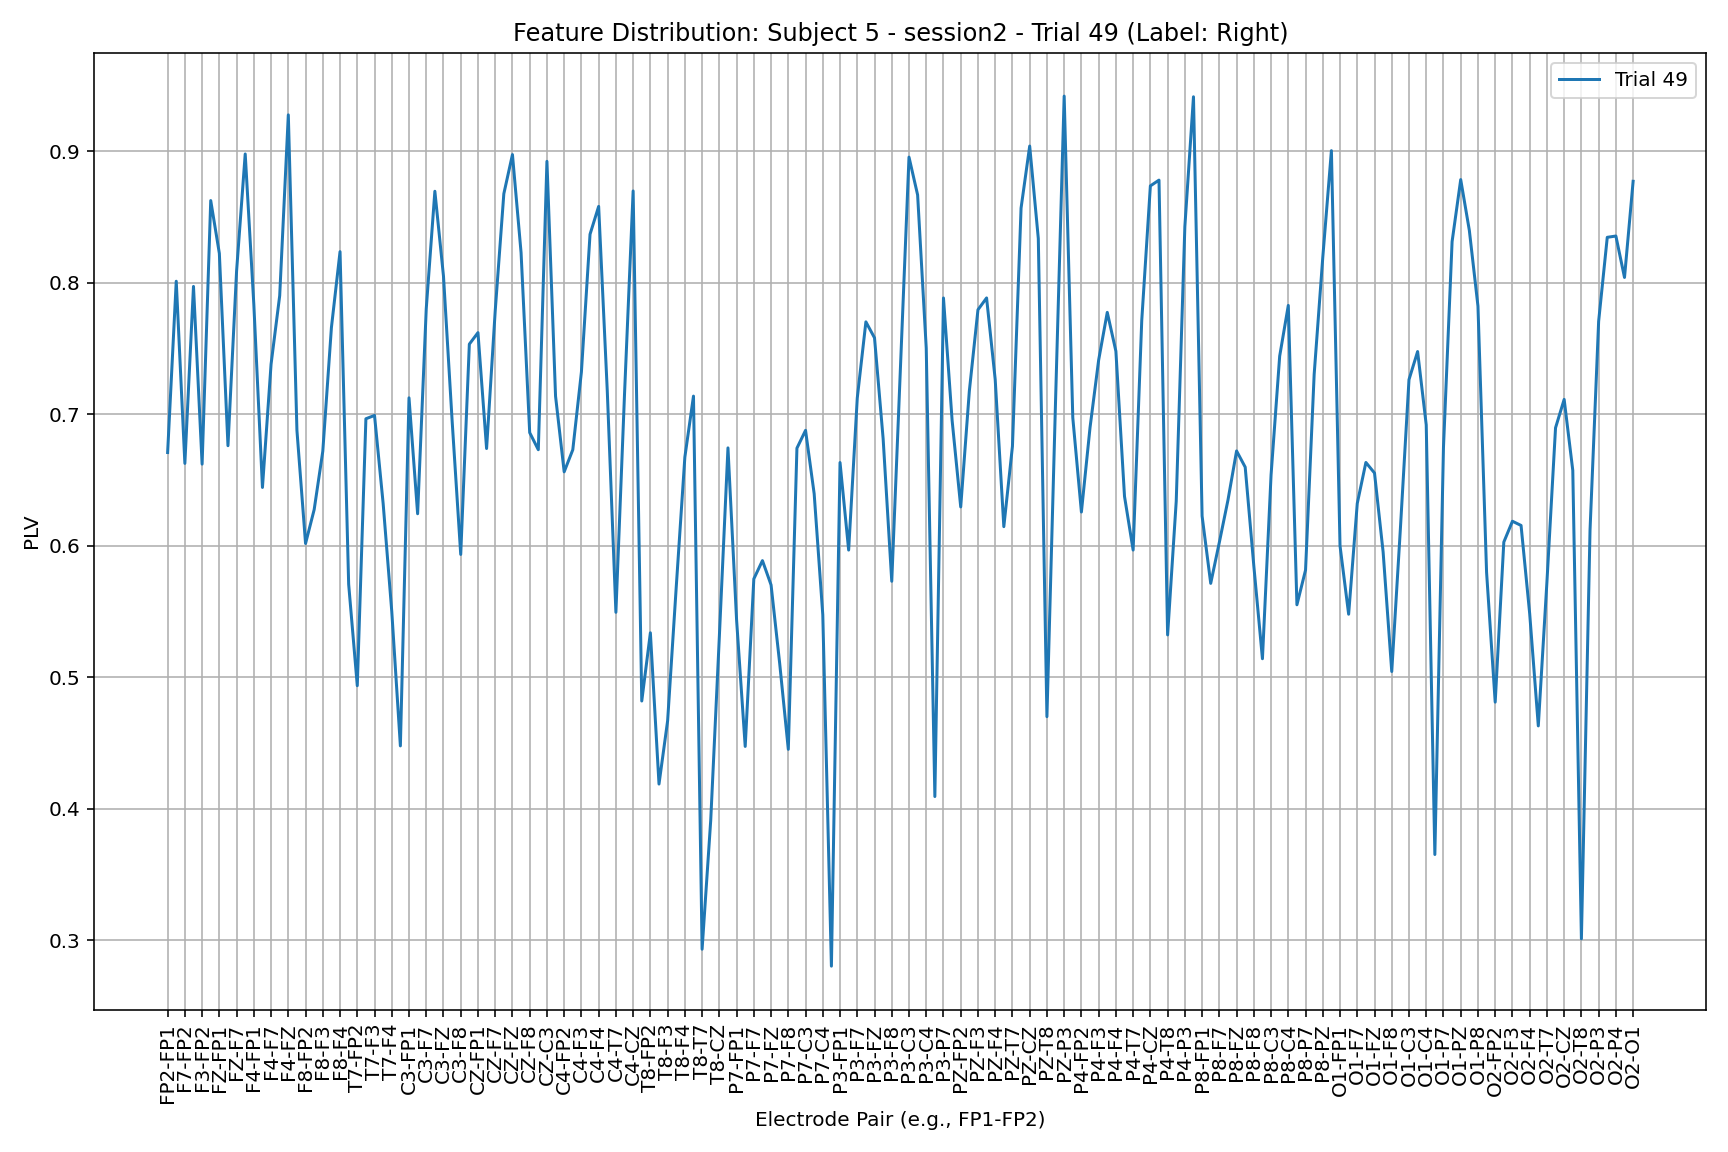 Feature Distribution: Subject 5 - session2 - Trial 49 (Label: Right)
Trial 49
PLV
0.9
0.8
0.7
0.6
0.5
0.4
0.3
FP2-FP1
F7-FP2
F3-FP2
FZ-FP1
FZ-F7
F4-FP1
F4-F7
F4-FZ
F8-FP2
F8-F3
F8-F4
T7-FP2
T7-F3
T7-F4
C3-FP1
C3-F7
C3-FZ
C3-F8
CZ-FP1
CZ-F7
CZ-FZ
CZ-F8
CZ-C3
C4-FP2
C4-F3
C4-F4
C4-T7
C4-CZ
T8-FP2
T8-F3
T8-F4
T8-T7
T8-CZ
P7-FP1
P7-F7
P7-FZ
P7-F8
P7-C3
P7-C4
P3-FP1
P3-F7
P3-FZ
P3-F8
P3-C3
P3-C4
P3-P7
PZ-FP2
PZ-F3
PZ-F4
PZ-T7
PZ-CZ
PZ-T8
PZ-P3
P4-FP2
P4-F3
P4-F4
P4-T7
P4-CZ
P4-T8
P4-P3
P8-FP1
P8-F7
P8-FZ
P8-F8
P8-C3
P8-C4
P8-P7
P8-PZ
O1-FP1
O1-F7
O1-FZ
O1-F8
O1-C3
O1-C4
O1-P7
O1-PZ
O1-P8
O2-FP2
O2-F3
O2-F4
O2-T7
O2-CZ
O2-T8
O2-P3
O2-P4
O2-O1
Electrode Pair (e.g., FP1-FP2)